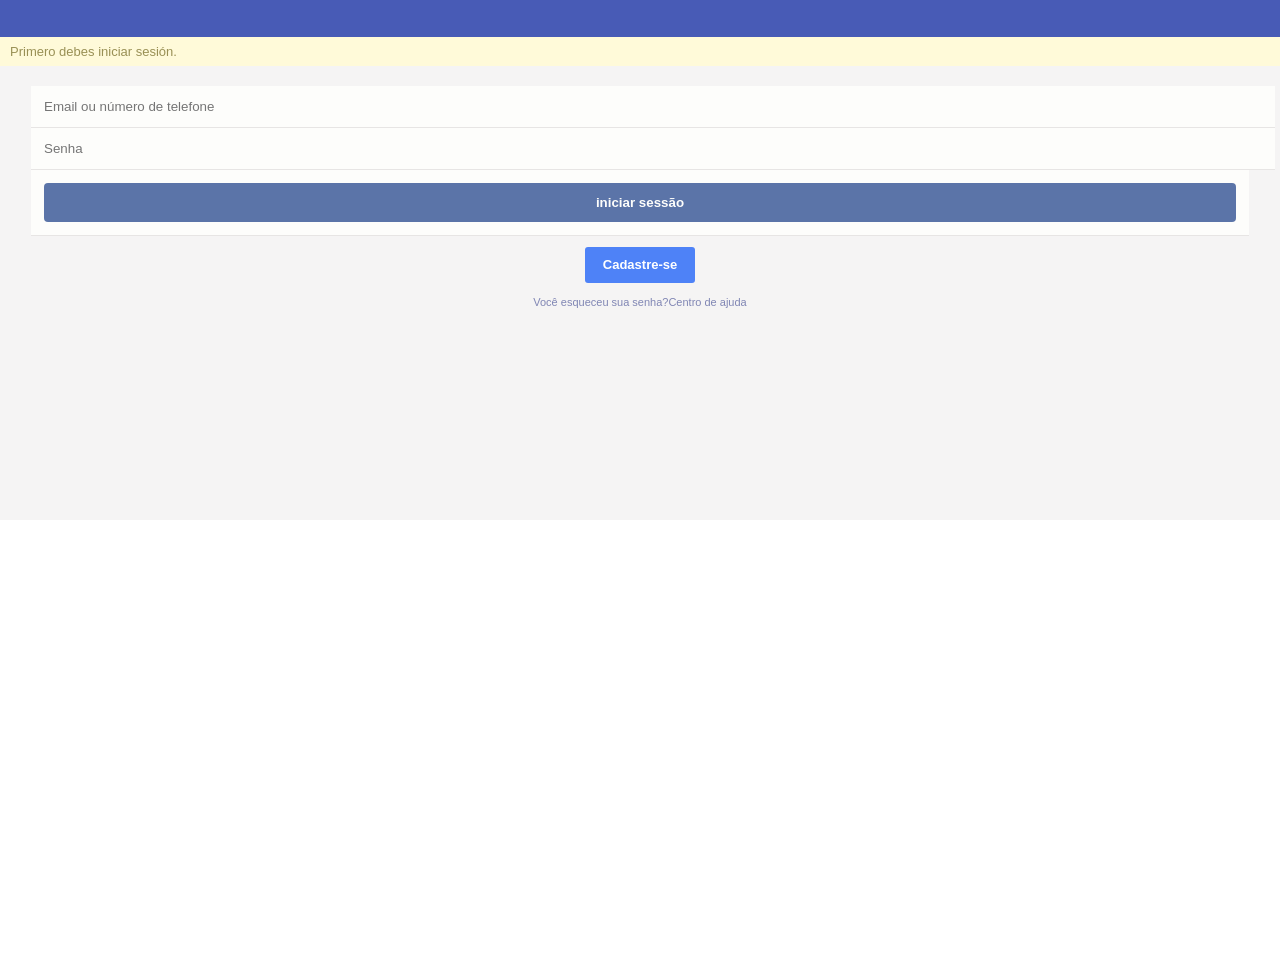 Primero debes iniciar sesión.
Email ou número de telefone
Senha
iniciar sessão
Cadastre-se
Você esqueceu sua senha?Centro de ajuda